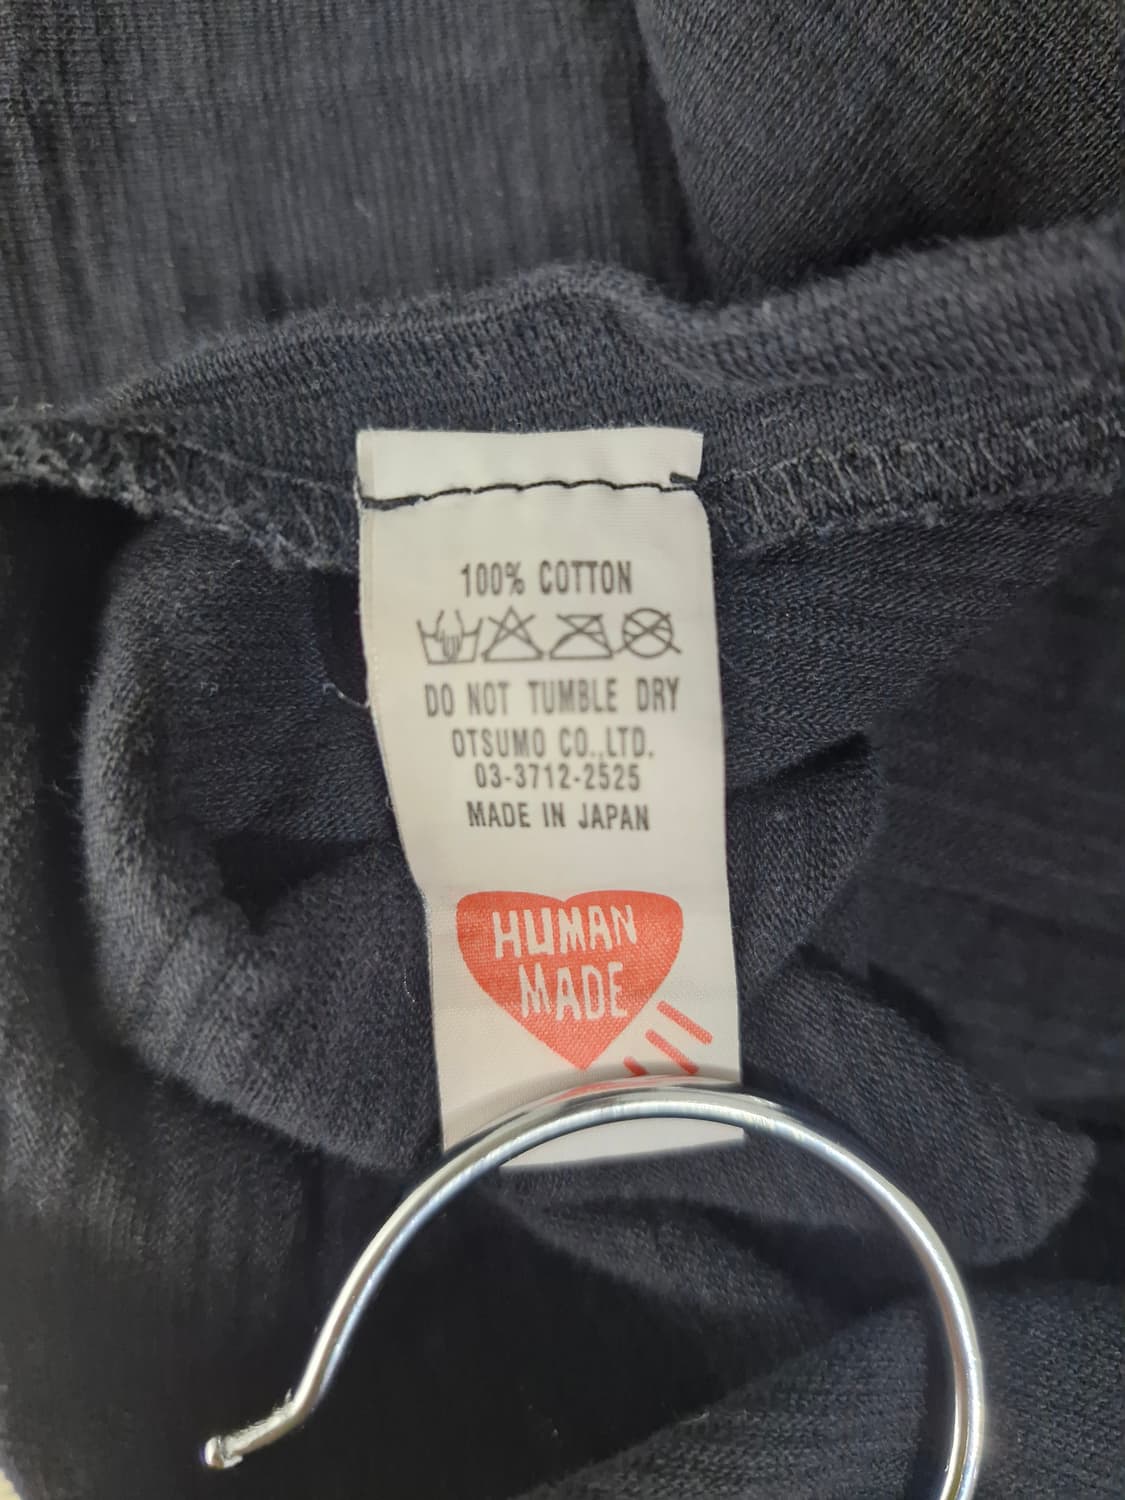 100% COTTON
DO NOT TUMBLE DRY
OTSUMO CO.,LTD.
03-3712-2525
MADE IN JAPAN
HUMAN
MADE